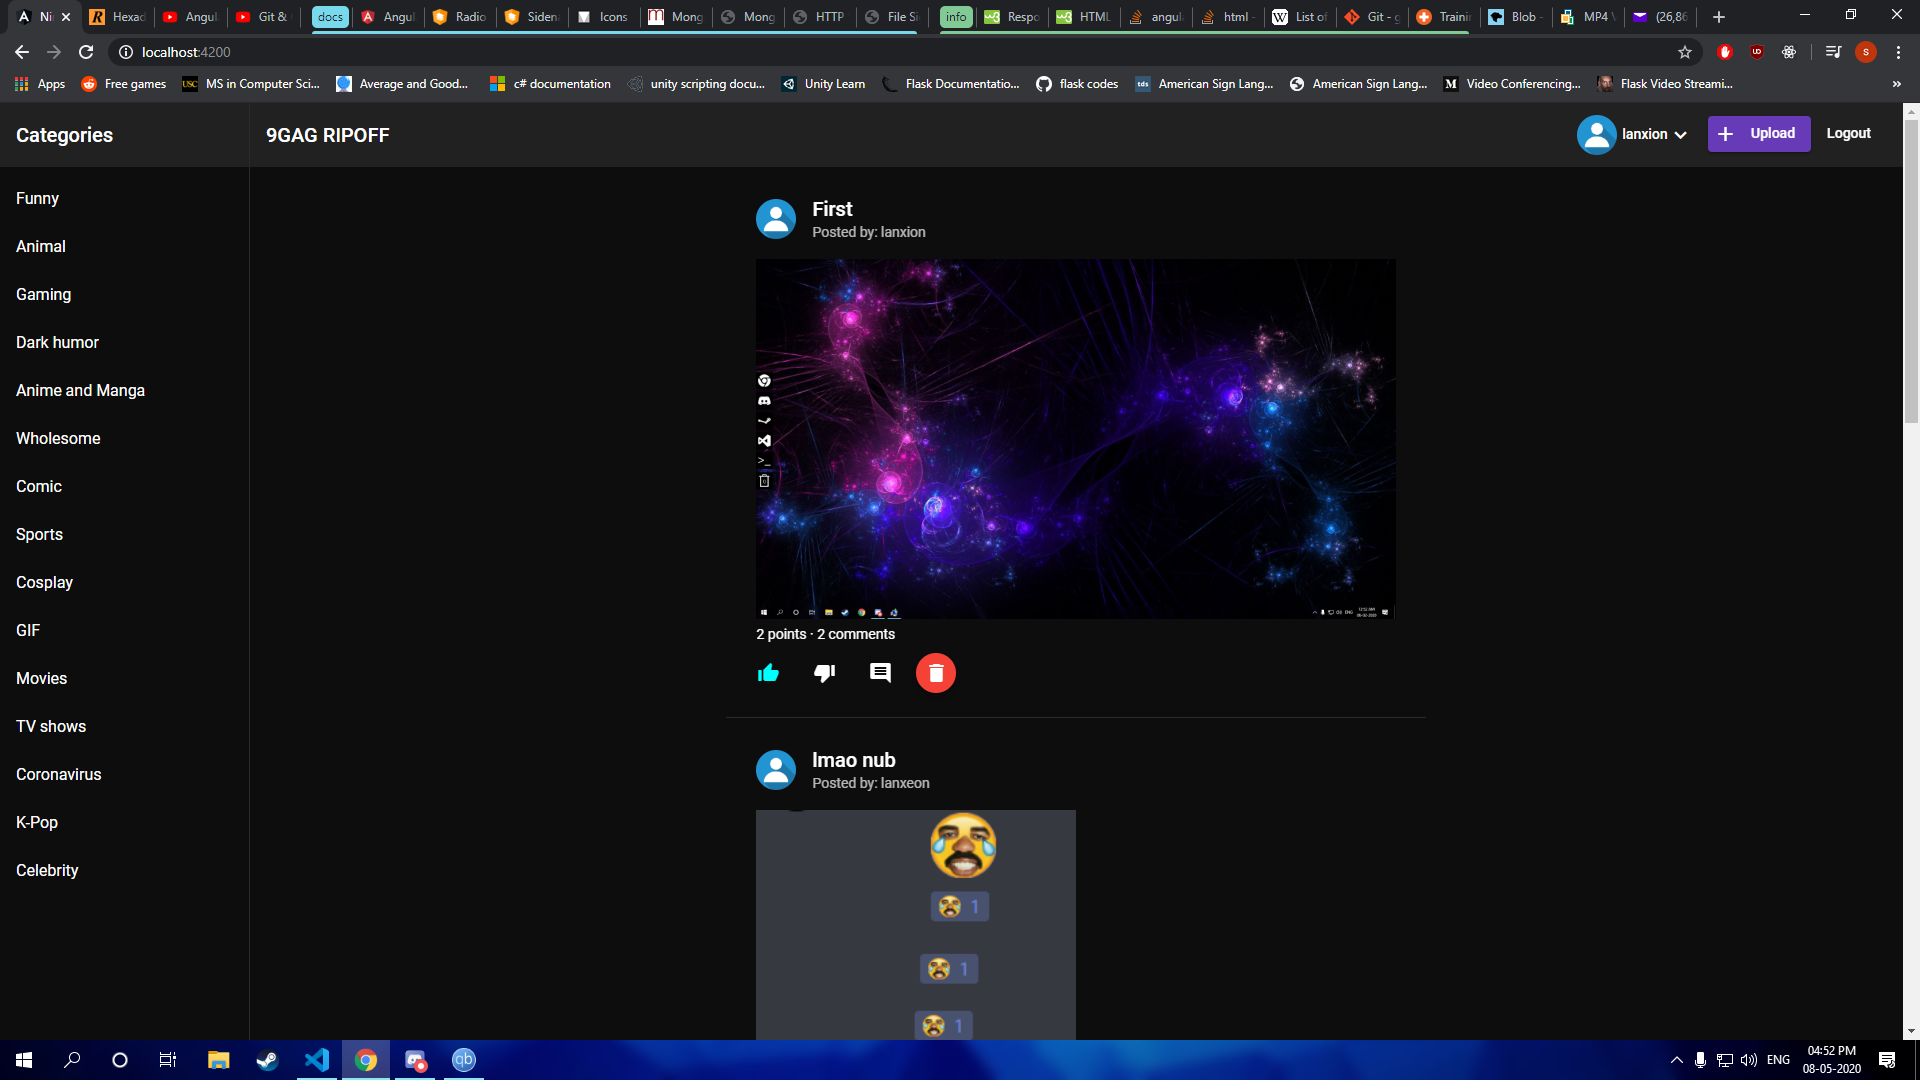 Nin
Hexad
Angul
Git &
docs
Angul
Radio
Siden
Icons
Mong
Mong
HTTP
File Si
info
Respo
HTML
angula
html -
List of
Git - g
Trainin
Blob -
MP4 V
(26,86
localhost:4200
Apps
Free games
MS in Computer Sci...
Average and Good...
c# documentation
unity scripting docu...
Unity Learn
Flask Documentatio...
flask codes
American Sign Lang...
American Sign Lang...
Video Conferencing...
Flask Video Streami...
»
Categories
9GAG RIPOFF
lanxion
Upload
Logout
Funny
Animal
Gaming
Dark humor
Anime and Manga
Wholesome
Comic
Sports
Cosplay
GIF
Movies
TV shows
Coronavirus
K-Pop
Celebrity
First
Posted by: lanxion
2 points · 2 comments
lmao nub
Posted by: lanxeon
1
1
1
ENG
04:52 PM
08-05-2020